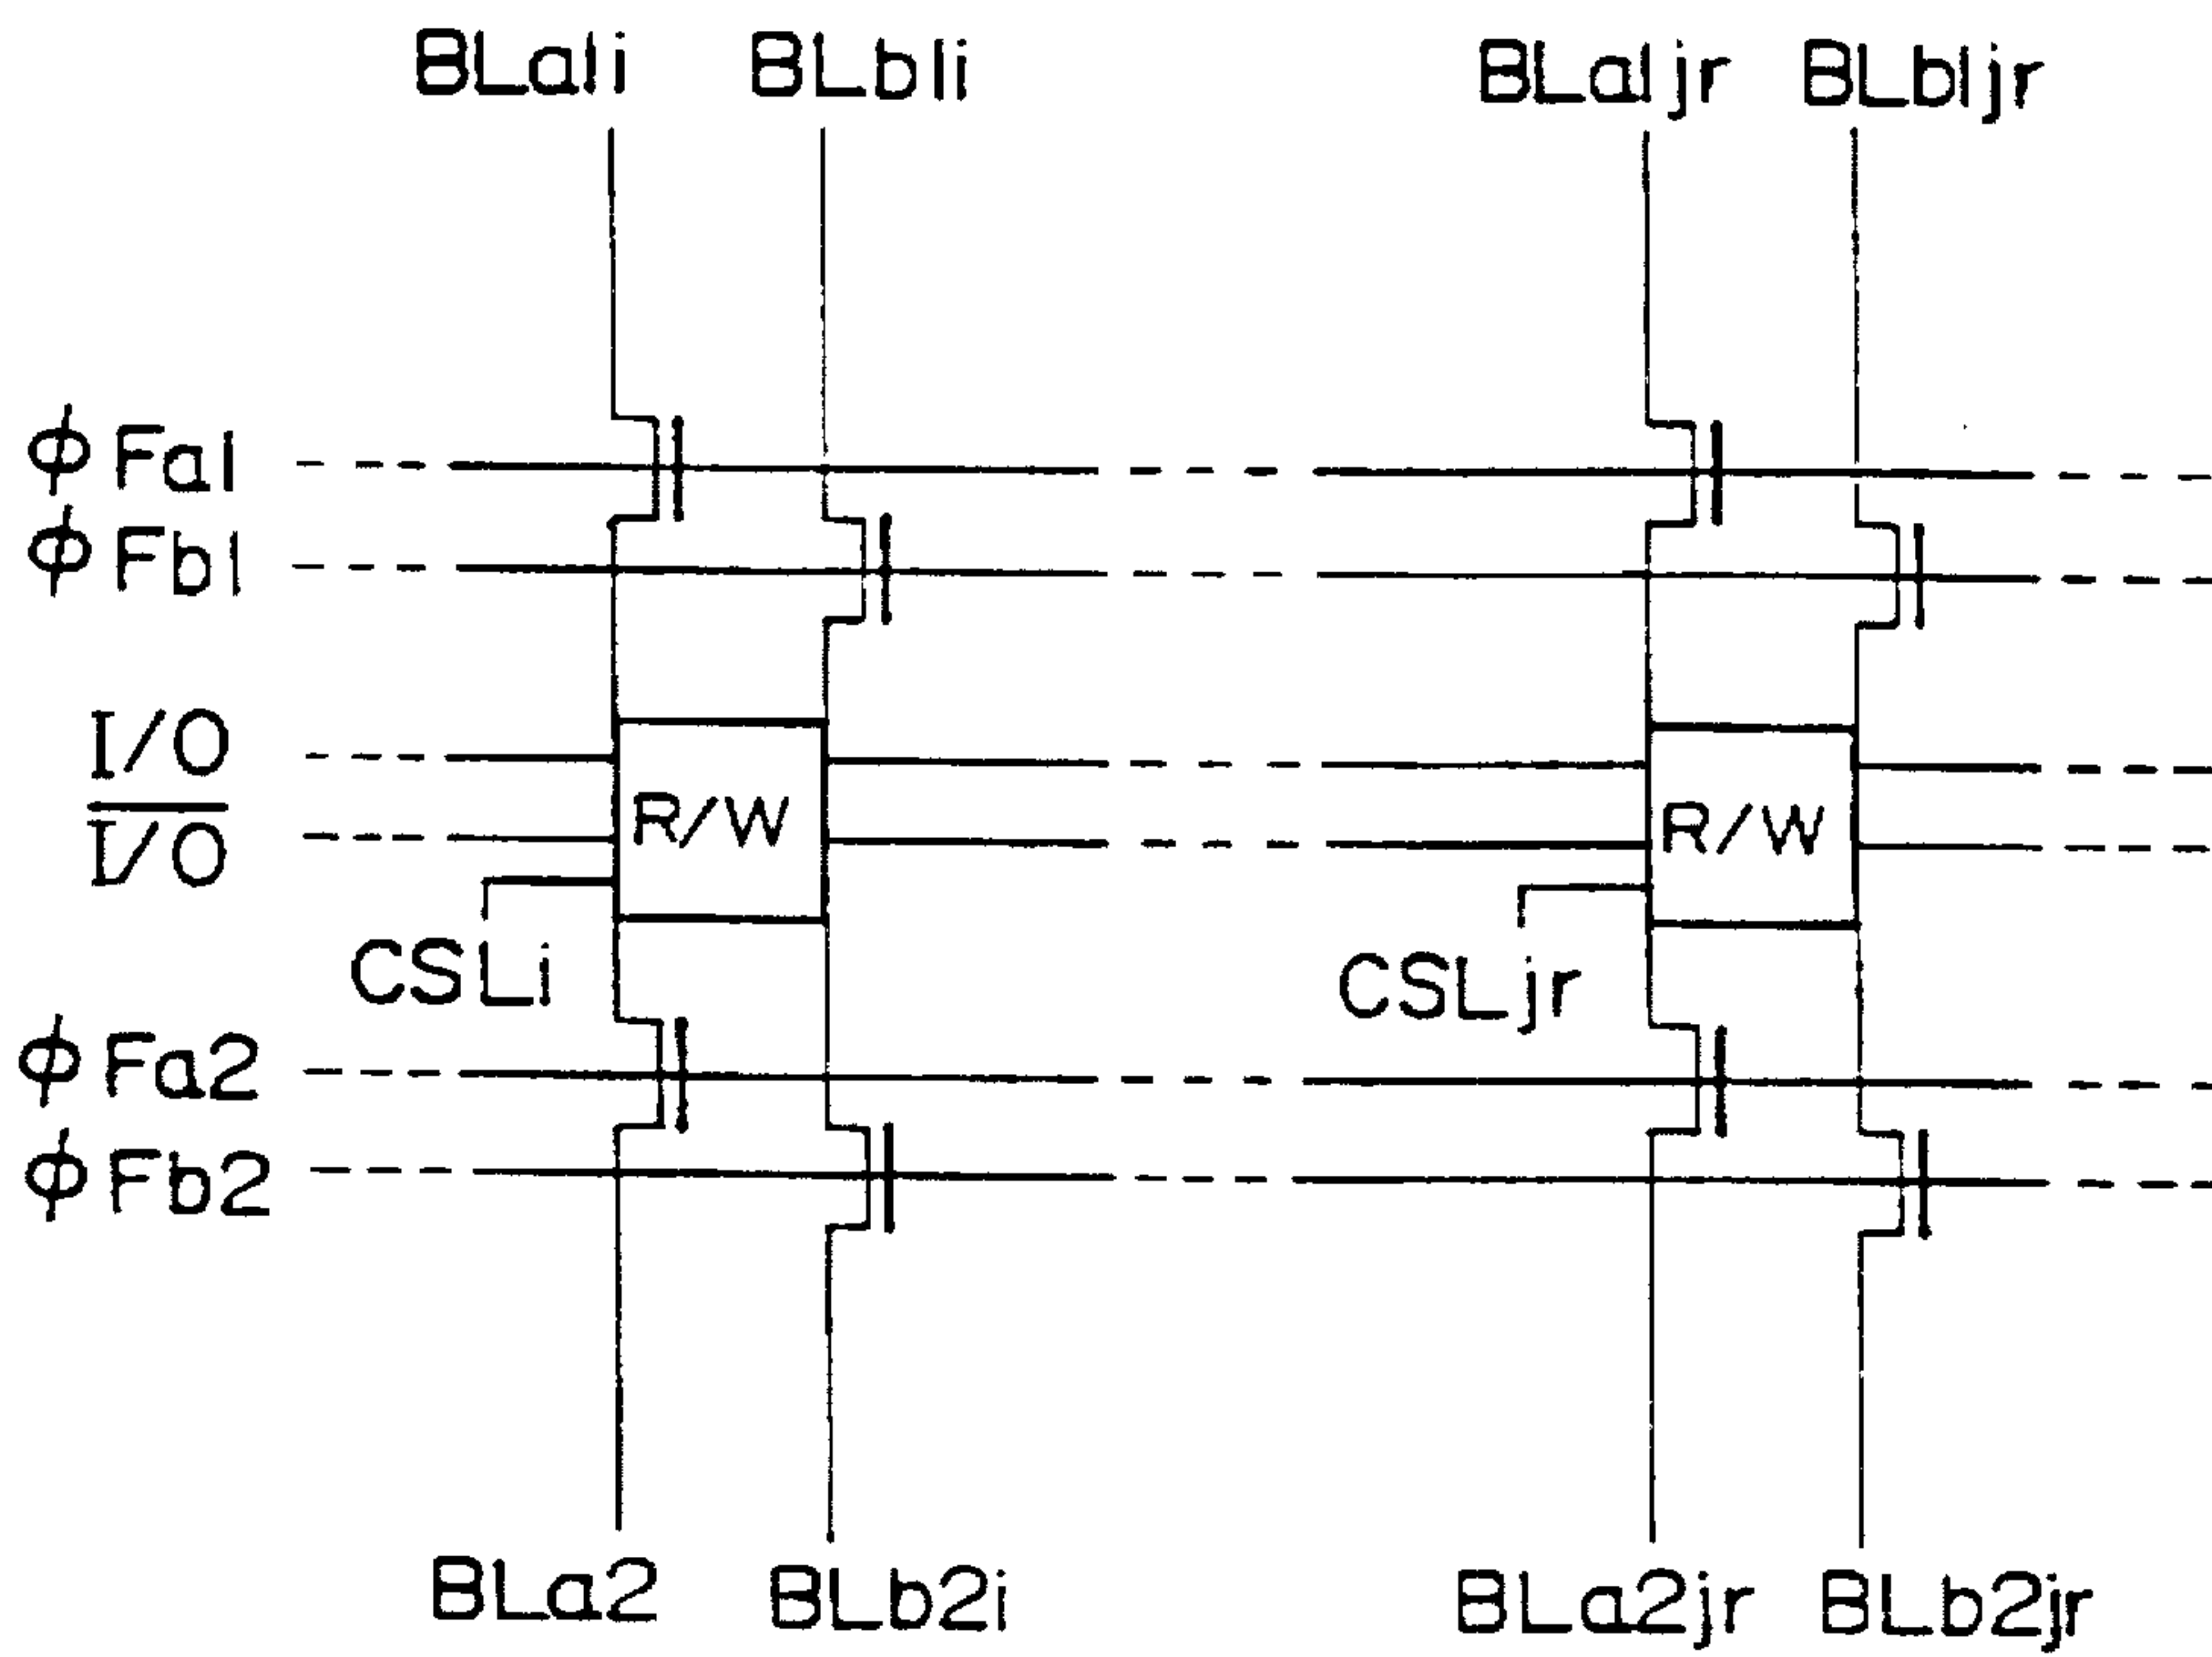 BLa1i BLb1i BLa1jr BLb1jr
ϕFa1
ϕFb1
I/O
I̅/̅O̅
R/W R/W
CSLi CSLjr
ϕFa2
ϕFb2
BLa2 BLb2i BLa2jr BLb2jr